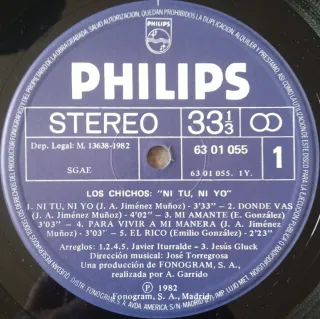 PHILIPS
STEREO 33 1/3
Dep. Legal: M. 13638-1982
63 01 055
SGAE
63 01 055. 1Y.
1
LOS CHICHOS: "NI TU, NI YO"
1. NI TU, NI YO (J. A. Jiménez Muñoz) - 3'33" - 2. DONDE VAS
(J. A. Jiménez Muñoz) - 4'02" - 3. MI AMANTE (E. González)
3'03" - 4. PARA VIVIR A MI MANERA (J. A. Jiménez
Muñoz) - 3'08" - 5. EL RICO (Emilio González) - 2'23"
Arreglos: 1.2.4.5. Javier Iturralde - 3. Jesús Gluck
Dirección musical: José Torregrosa
Una producción de FONOGRAM, S. A.,
realizada por A. Garrido
℗ 1982
Fonogram, S. A., Madrid